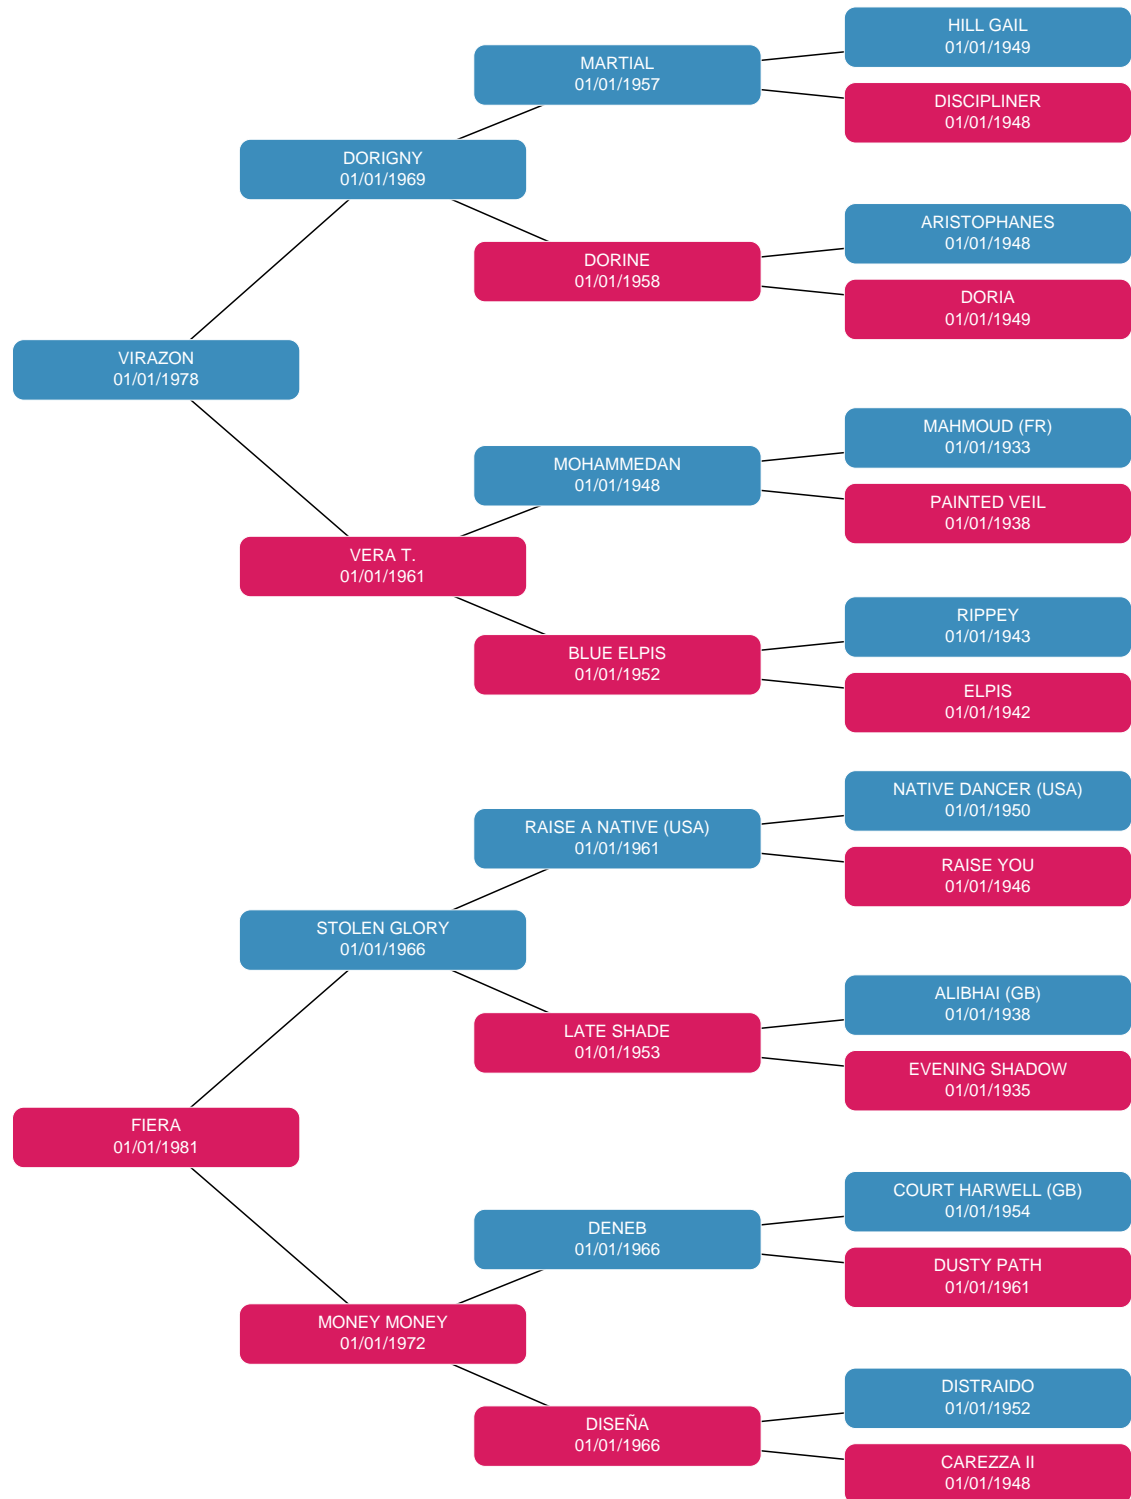 HILL GAIL
01/01/1949
MARTIAL
01/01/1957
DISCIPLINER
01/01/1948
DORIGNY
01/01/1969
ARISTOPHANES
01/01/1948
DORINE
01/01/1958
DORIA
01/01/1949
VIRAZON
01/01/1978
MAHMOUD (FR)
01/01/1933
MOHAMMEDAN
01/01/1948
PAINTED VEIL
01/01/1938
VERA T.
01/01/1961
RIPPEY
01/01/1943
BLUE ELPIS
01/01/1952
ELPIS
01/01/1942
NATIVE DANCER (USA)
01/01/1950
RAISE A NATIVE (USA)
01/01/1961
RAISE YOU
01/01/1946
STOLEN GLORY
01/01/1966
ALIBHAI (GB)
01/01/1938
LATE SHADE
01/01/1953
EVENING SHADOW
01/01/1935
FIERA
01/01/1981
COURT HARWELL (GB)
01/01/1954
DENEB
01/01/1966
DUSTY PATH
01/01/1961
MONEY MONEY
01/01/1972
DISTRAIDO
01/01/1952
DISEÑA
01/01/1966
CAREZZA II
01/01/1948